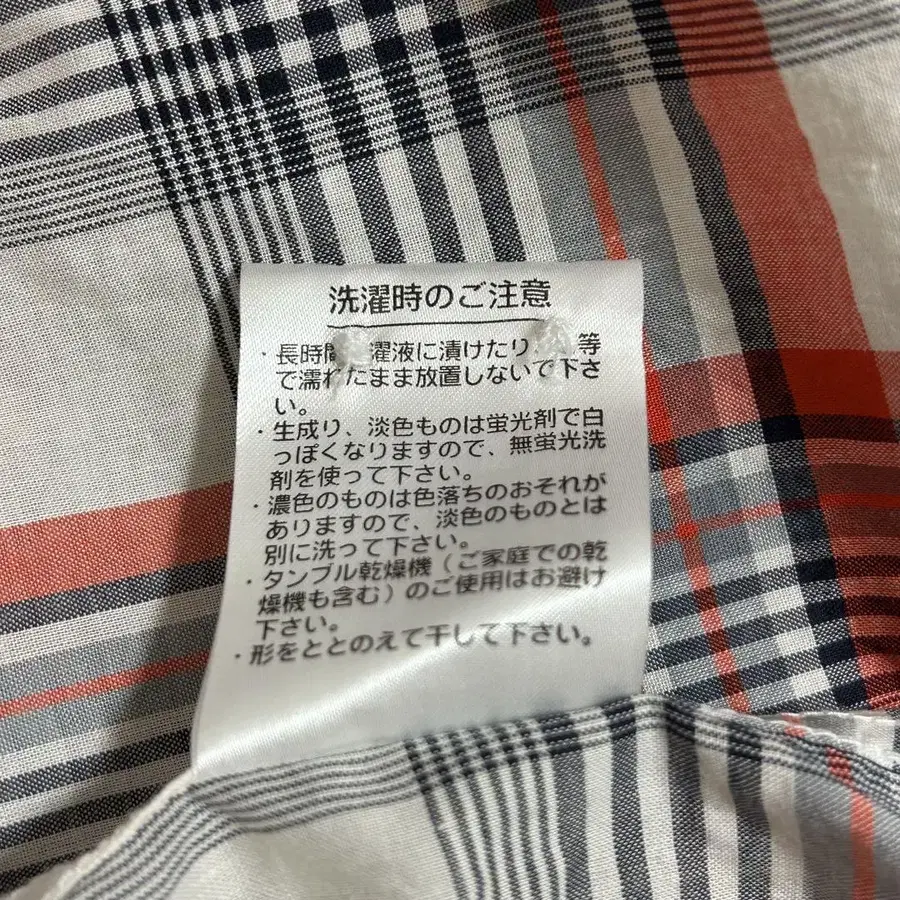 洗濯時のご注意
・長時間 濯液に漬けたり、 等
で濡れたまま放置しないで下さ
い。
・生成り、淡色ものは蛍光剤で白
っぽくなりますので、無蛍光洗
剤を使って下さい。
・濃色のものは色落ちのおそれが
ありますので、淡色のものとは
別に洗って下さい。
・タンブル乾燥機(ご家庭での乾
燥機も含む)のご使用はお避け
下さい。
・形をととのえて干して下さい。